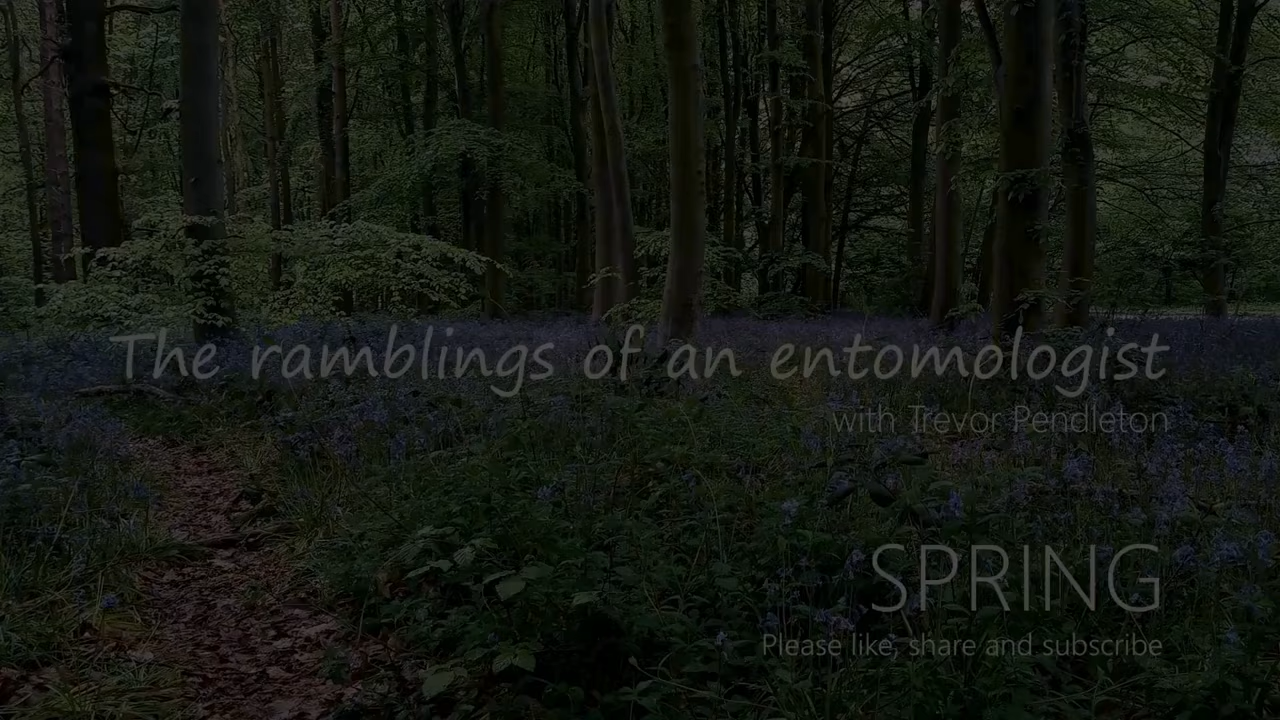 The ramblings of an entomologist
with Trevor Pendleton
SPRING
Please like, share and subscribe